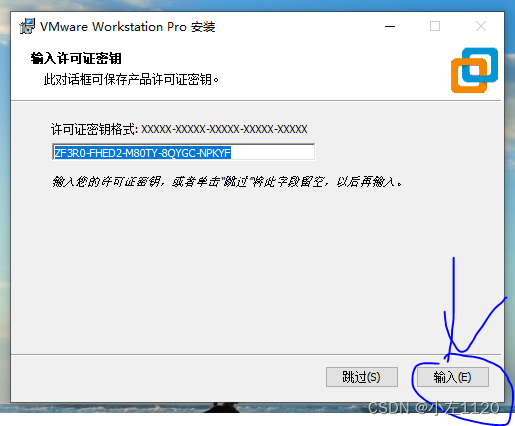 VMware Workstation Pro 安装
输入许可证密钥
此对话框可保存产品许可证密钥。
许可证密钥格式: XXXXX-XXXXX-XXXXX-XXXXX-XXXXX
ZF3R0-FHED2-M80TY-8QYGC-NPKYF
输入您的许可证密钥，或者单击"跳过"将此字段留空，以后再输入。
跳过(S)
输入(E)
CSDN @小左1120